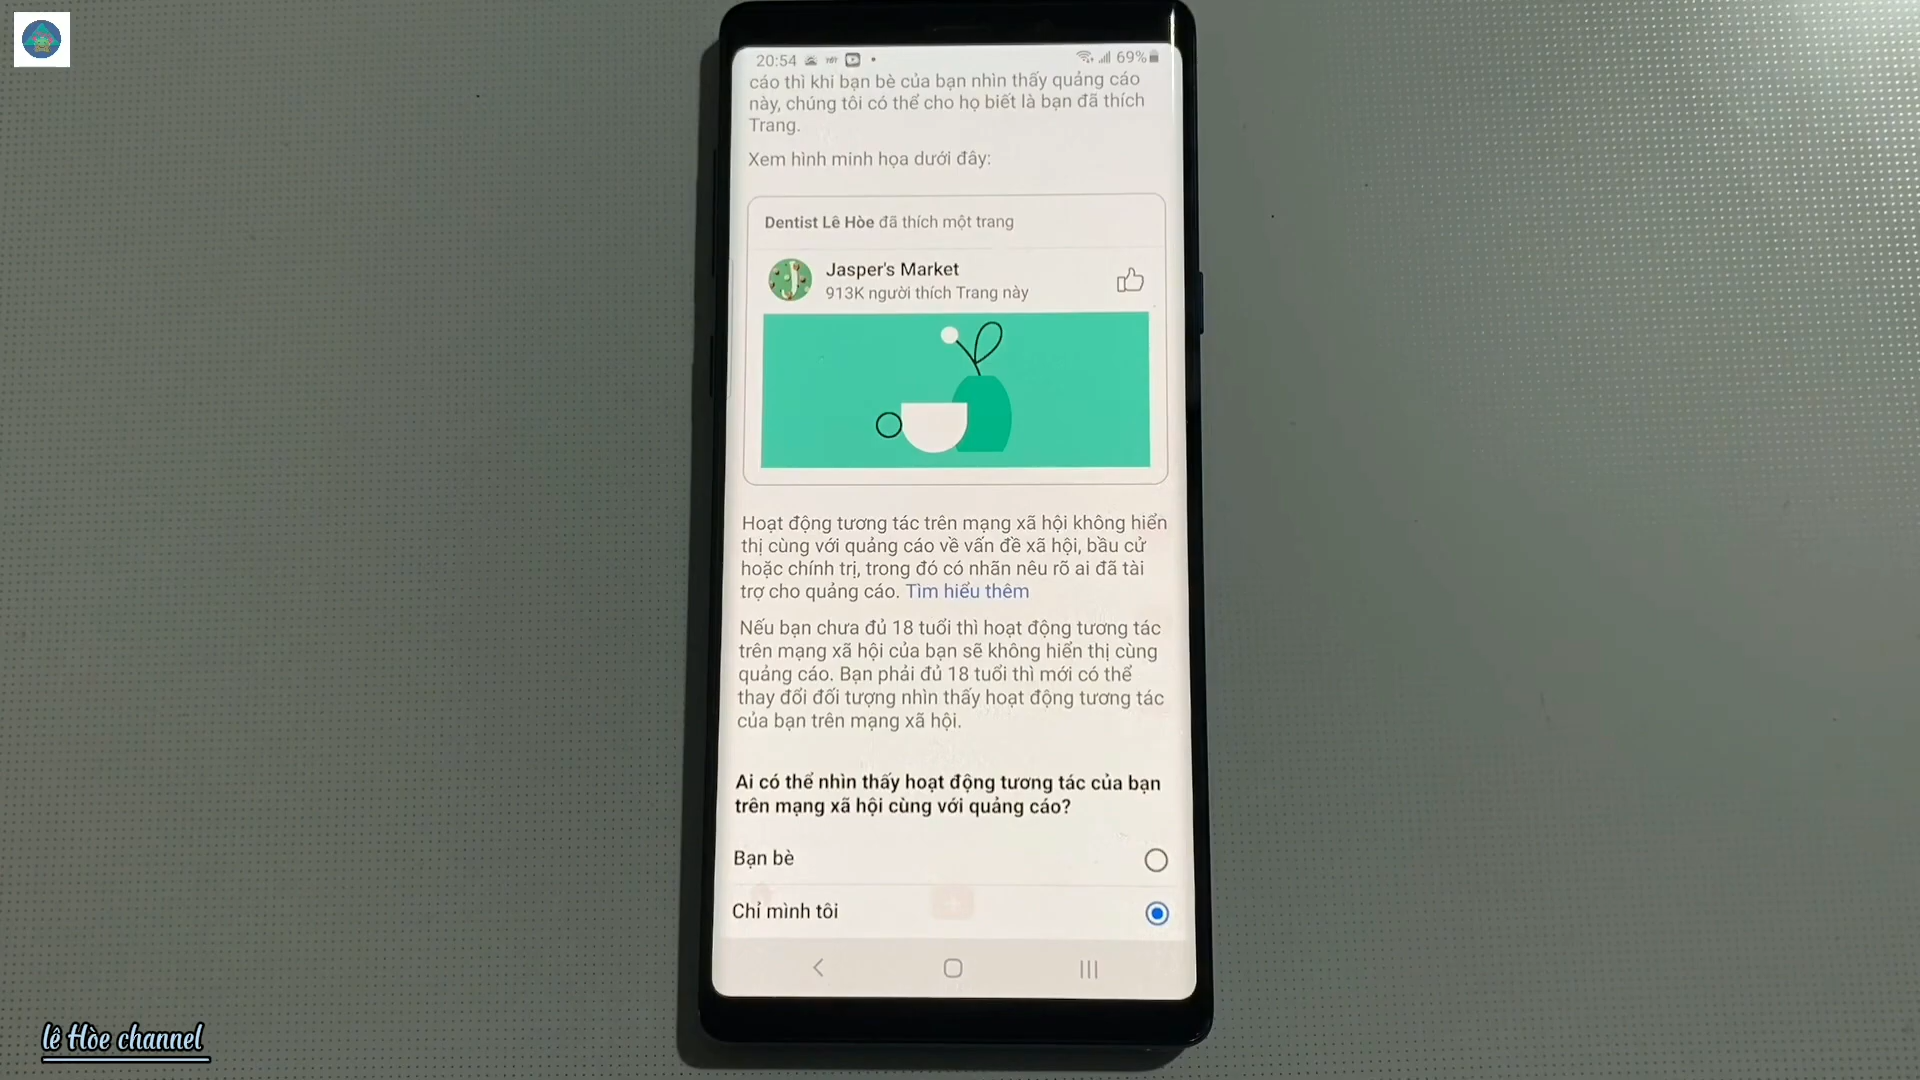 20:54
69%
cáo thì khi bạn bè của bạn nhìn thấy quảng cáo
này, chúng tôi có thể cho họ biết là bạn đã thích
Trang.
Xem hình minh họa dưới đây:
Dentist Lê Hòe đã thích một trang
Jasper's Market
913K người thích Trang này
Hoạt động tương tác trên mạng xã hội không hiển
thị cùng với quảng cáo về vấn đề xã hội, bầu cử
hoặc chính trị, trong đó có nhãn nêu rõ ai đã tài
trợ cho quảng cáo. Tìm hiểu thêm
Nếu bạn chưa đủ 18 tuổi thì hoạt động tương tác
trên mạng xã hội của bạn sẽ không hiển thị cùng
quảng cáo. Bạn phải đủ 18 tuổi thì mới có thể
thay đổi đối tượng nhìn thấy hoạt động tương tác
của bạn trên mạng xã hội.
Ai có thể nhìn thấy hoạt động tương tác của bạn
trên mạng xã hội cùng với quảng cáo?
Bạn bè
Chỉ mình tôi
lê Hòe channel